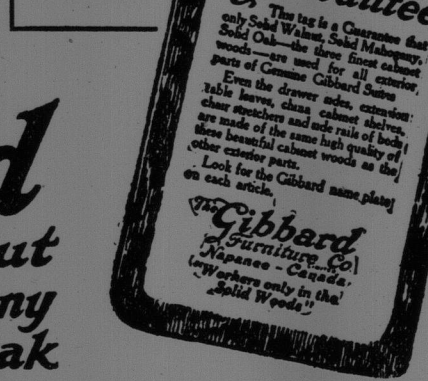 This tag is a Guarantee that
only Solid Walnut, Solid Mahogany,
Solid Oak—the three finest cabinet
woods—are used for all exterior
parts of Genuine Gibbard Suites
Even the drawer sides, extension
table leaves, china cabinet shelves,
chair stretchers and side rails of beds
are made of the same high quality of
these beautiful cabinet woods as the
other exterior parts.
Look for the Gibbard name plate
on each article.
The
Gibbard
Furniture Co.
Napanee - Canada
Workers only in the
Solid Woods
d
ut
ny
ak